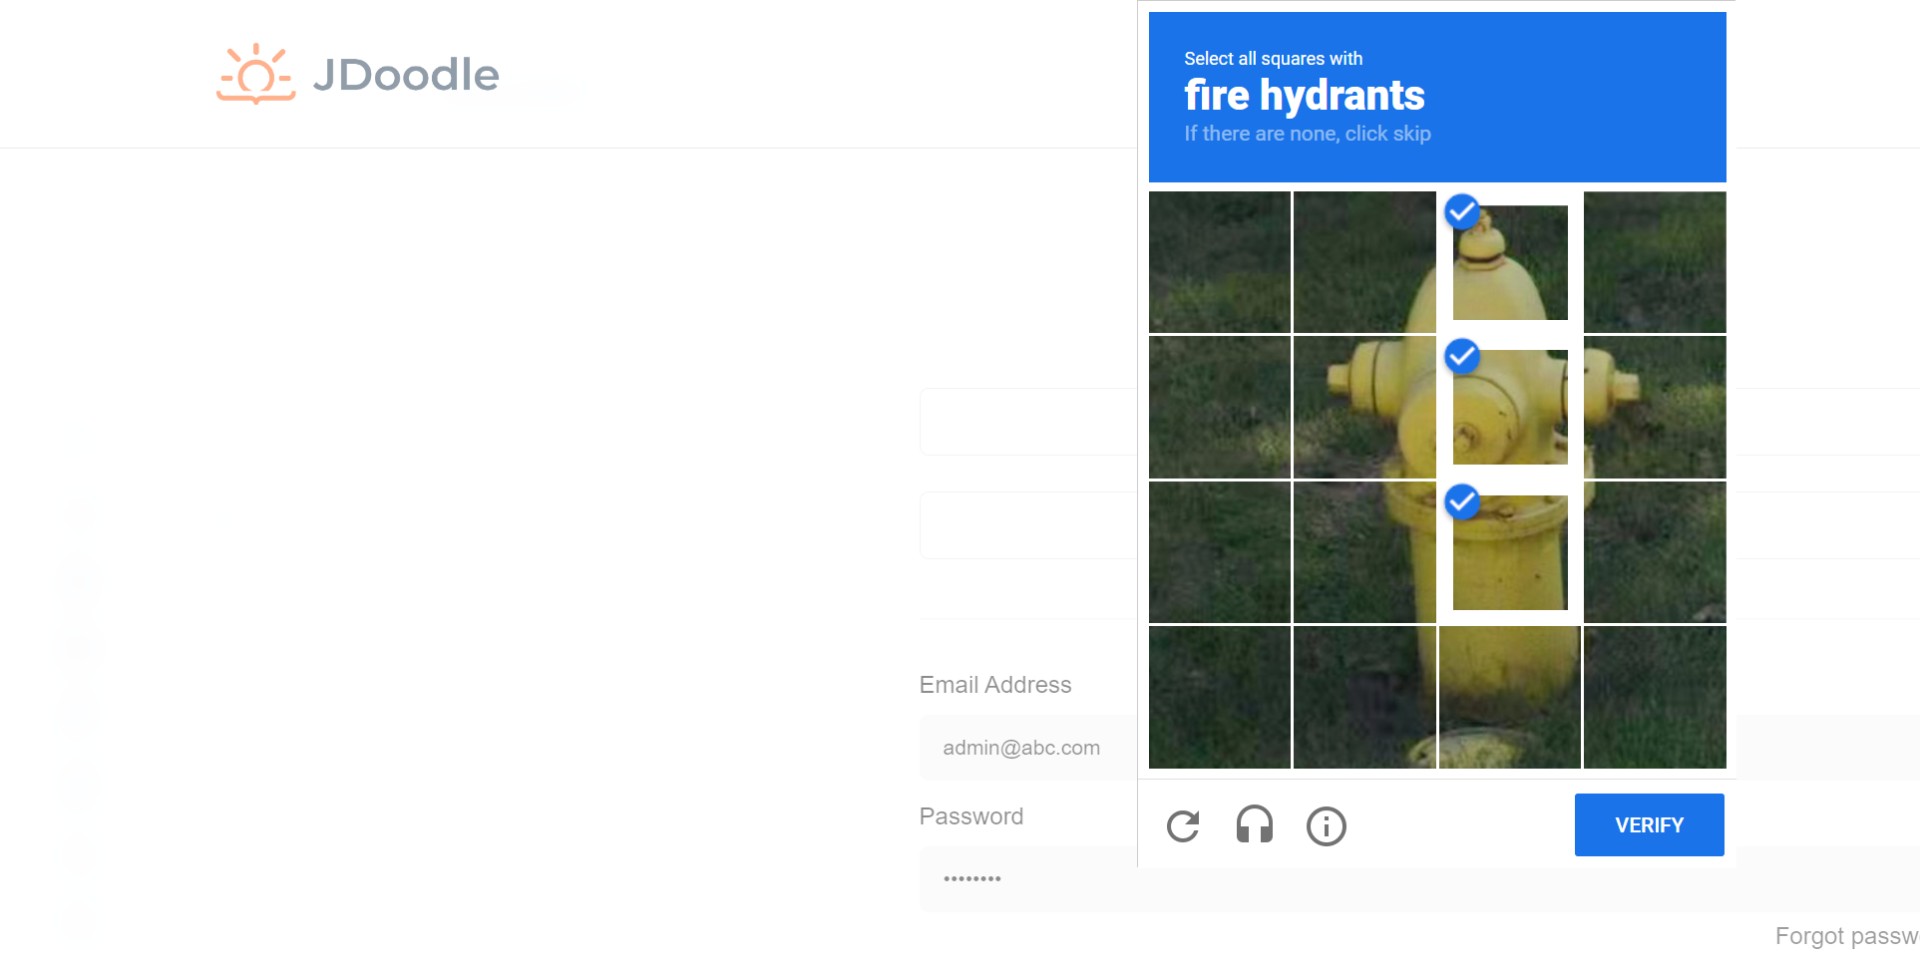 JDoodle
Select all squares with
fire hydrants
If there are none, click skip
Email Address
admin@abc.com
Password
••••••••
VERIFY
Forgot passw